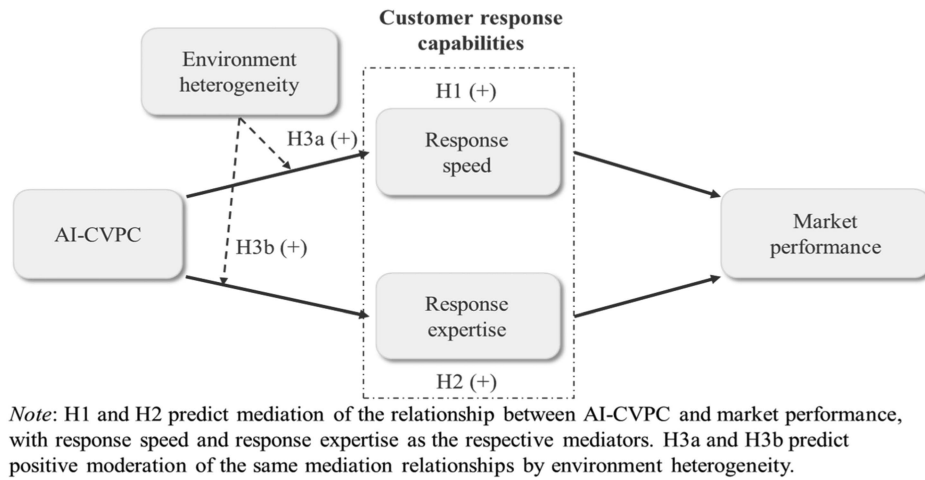 Customer response
capabilities
Environment
heterogeneity
H1 (+)
H3a (+)
Response
speed
AI-CVPC
H3b (+)
Market
performance
Response
expertise
H2 (+)
Note: H1 and H2 predict mediation of the relationship between AI-CVPC and market performance,
with response speed and response expertise as the respective mediators. H3a and H3b predict
positive moderation of the same mediation relationships by environment heterogeneity.